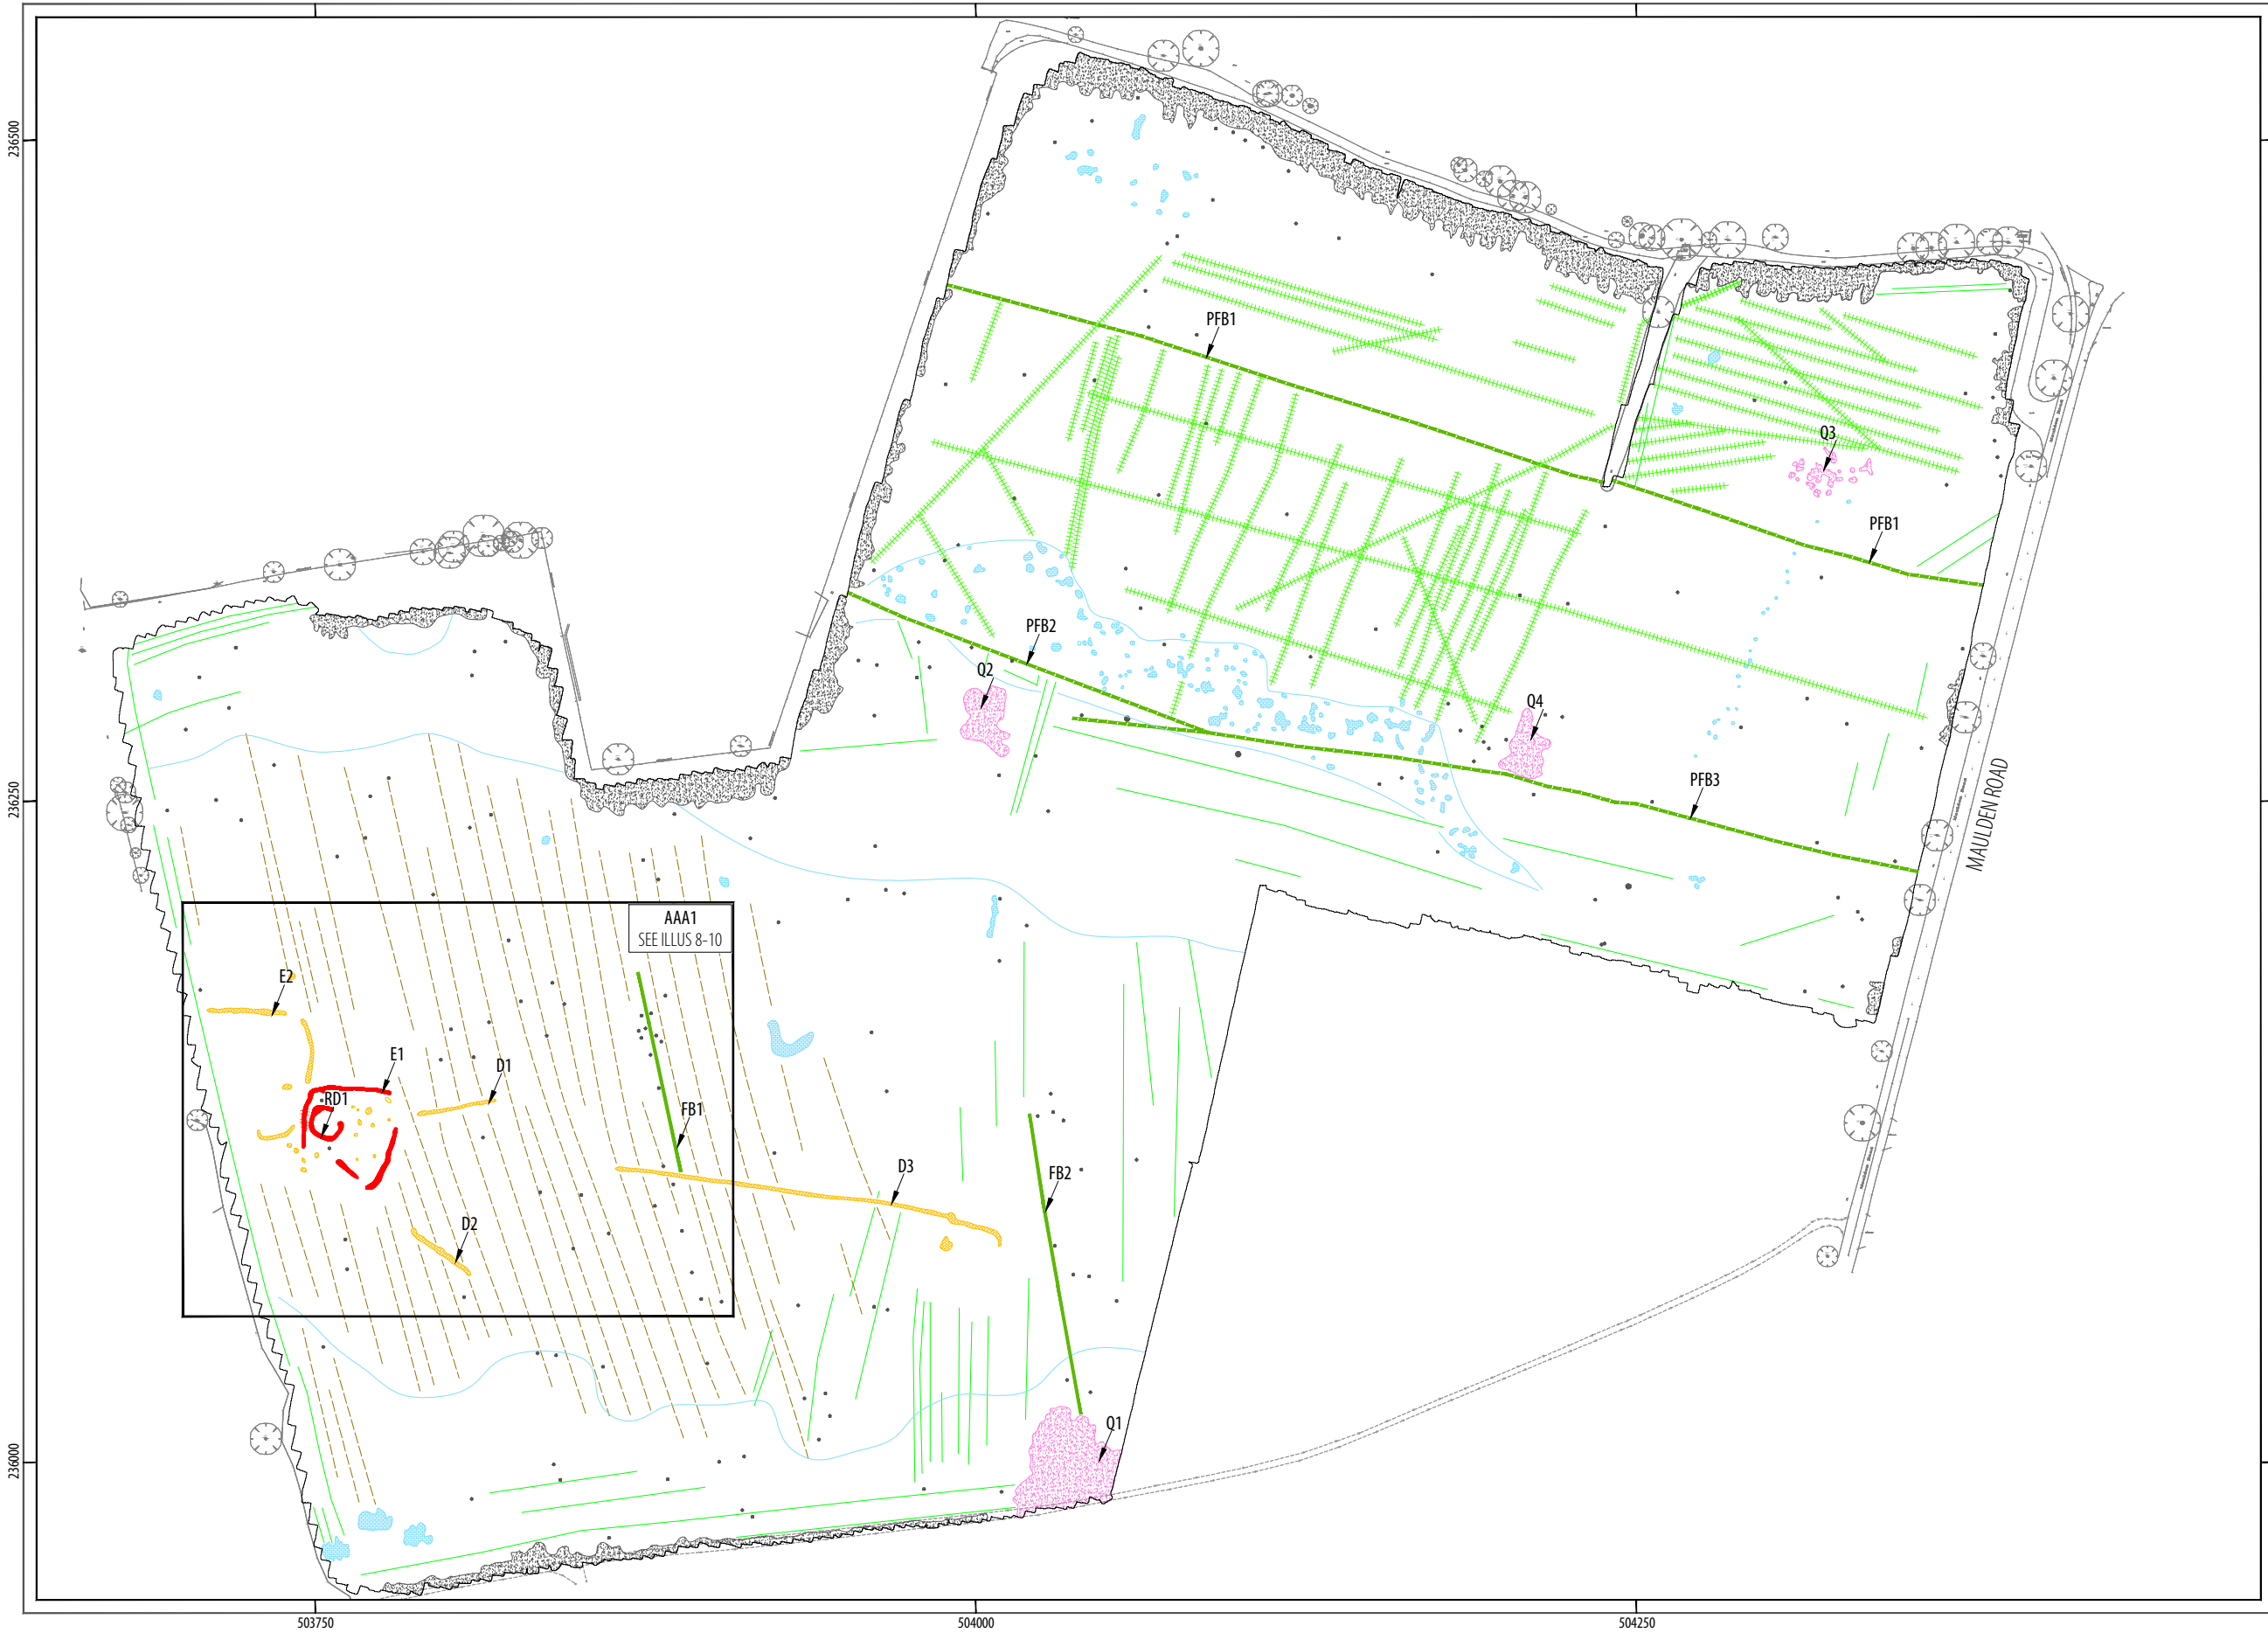 236500
PFB1
Q3
PFB1
PFB2
Q2
Q4
PFB3
236250
MAULDEN ROAD
AAA1
SEE ILLUS 8-10
E2
E1
D1
RD1
FB1
D3
FB2
D2
Q1
236000
503750
504000
504250